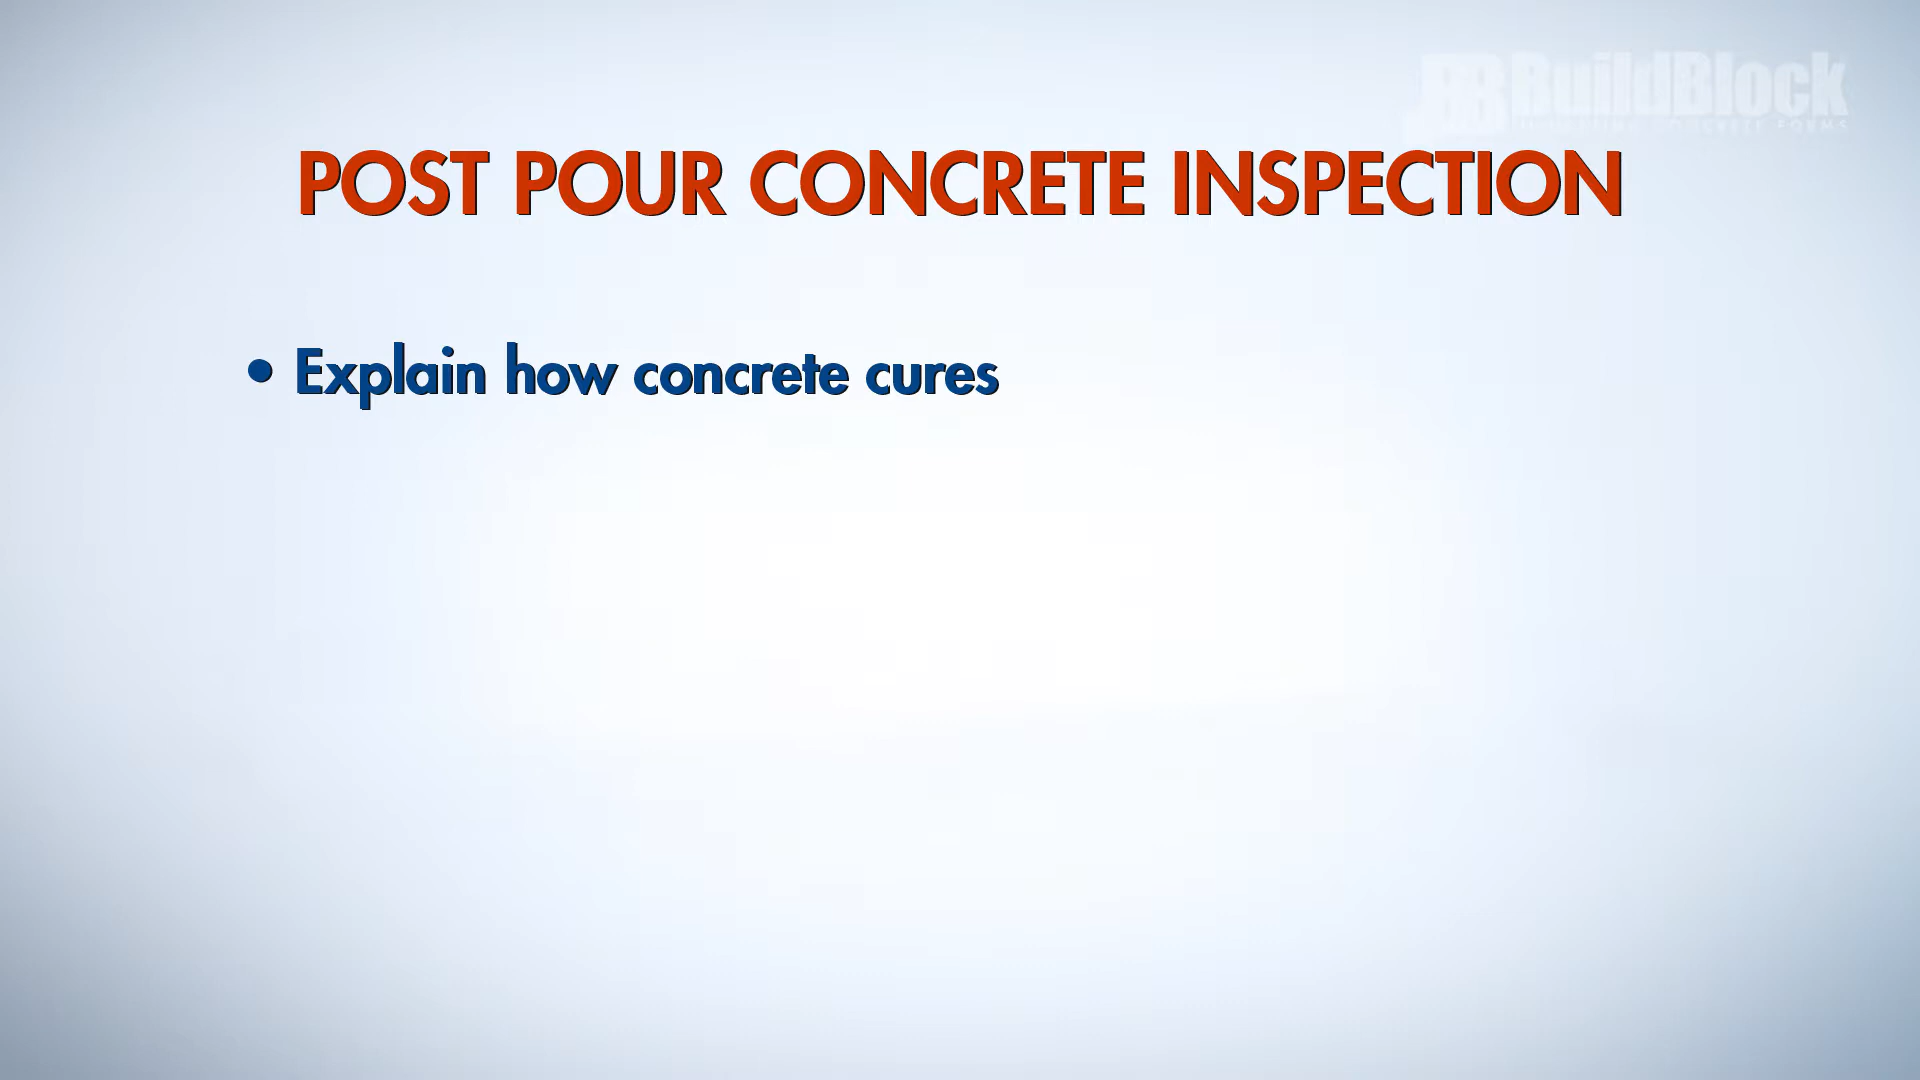 BuildBlock
POST POUR CONCRETE INSPECTION
• Explain how concrete cures